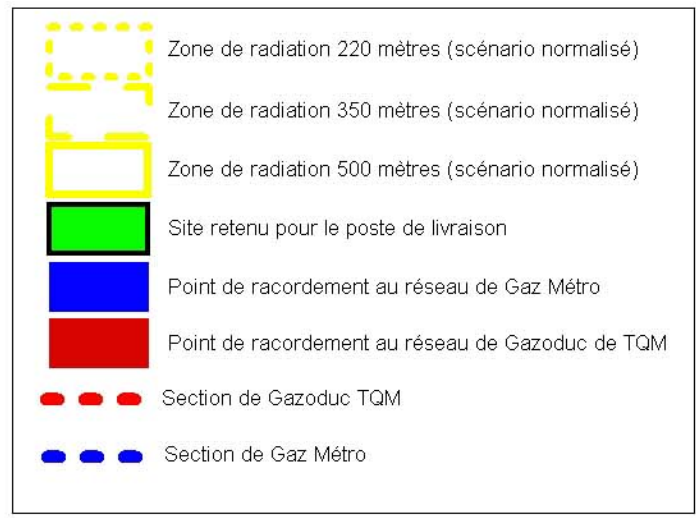 Zone de radiation 220 mètres (scénario normalisé)
Zone de radiation 350 mètres (scénario normalisé)
Zone de radiation 500 mètres (scénario normalisé)
Site retenu pour le poste de livraison
Point de racordement au réseau de Gaz Métro
Point de racordement au réseau de Gazoduc de TQM
Section de Gazoduc TQM
Section de Gaz Métro